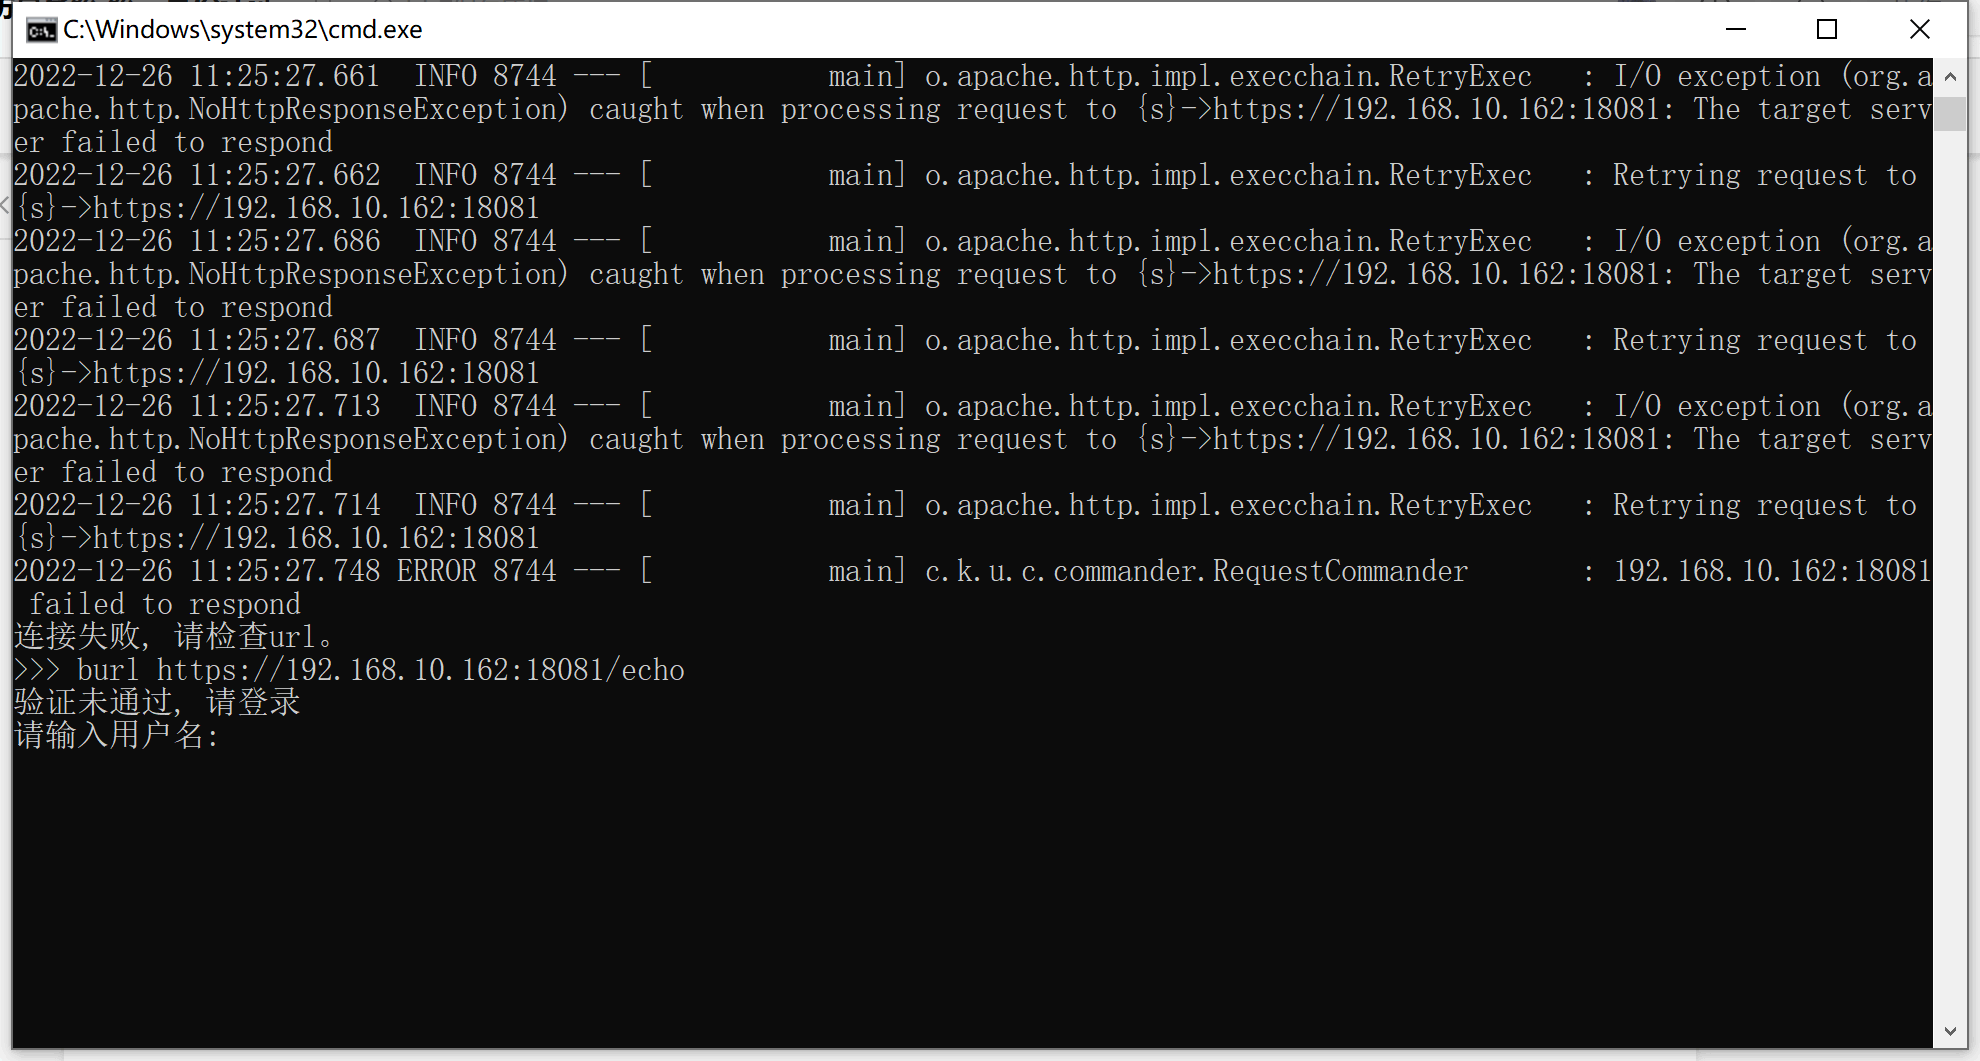 C:\Windows\system32\cmd.exe
2022-12-26 11:25:27.661  INFO 8744 --- [           main] o.apache.http.impl.execchain.RetryExec   : I/O exception (org.a
pache.http.NoHttpResponseException) caught when processing request to {s}->https://192.168.10.162:18081: The target serv
er failed to respond
2022-12-26 11:25:27.662  INFO 8744 --- [           main] o.apache.http.impl.execchain.RetryExec   : Retrying request to
{s}->https://192.168.10.162:18081
2022-12-26 11:25:27.686  INFO 8744 --- [           main] o.apache.http.impl.execchain.RetryExec   : I/O exception (org.a
pache.http.NoHttpResponseException) caught when processing request to {s}->https://192.168.10.162:18081: The target serv
er failed to respond
2022-12-26 11:25:27.687  INFO 8744 --- [           main] o.apache.http.impl.execchain.RetryExec   : Retrying request to
{s}->https://192.168.10.162:18081
2022-12-26 11:25:27.713  INFO 8744 --- [           main] o.apache.http.impl.execchain.RetryExec   : I/O exception (org.a
pache.http.NoHttpResponseException) caught when processing request to {s}->https://192.168.10.162:18081: The target serv
er failed to respond
2022-12-26 11:25:27.714  INFO 8744 --- [           main] o.apache.http.impl.execchain.RetryExec   : Retrying request to
{s}->https://192.168.10.162:18081
2022-12-26 11:25:27.748 ERROR 8744 --- [           main] c.k.u.c.commander.RequestCommander       : 192.168.10.162:18081
 failed to respond
连接失败, 请检查url。
>>> burl https://192.168.10.162:18081/echo
验证未通过, 请登录
请输入用户名: